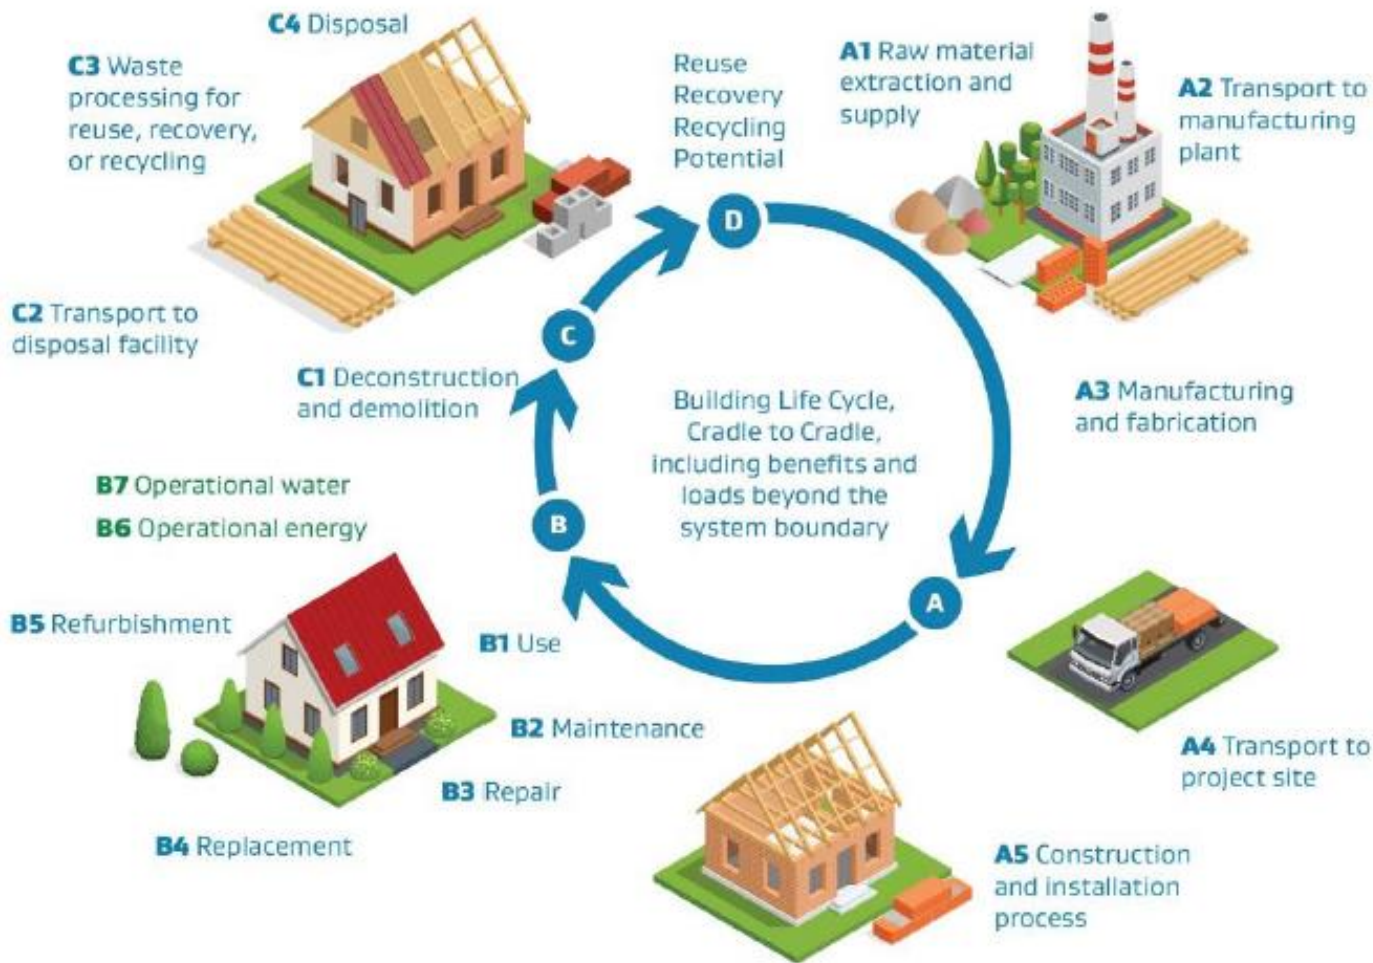 C4 Disposal
C3 Waste
processing for
reuse, recovery,
or recycling
Reuse
Recovery
Recycling
Potential
A1 Raw material
extraction and
supply
A2 Transport to
manufacturing
plant
D
C2 Transport to
disposal facility
C
C1 Deconstruction
and demolition
A3 Manufacturing
and fabrication
Building Life Cycle,
Cradle to Cradle,
including benefits and
loads beyond the
system boundary
B7 Operational water
B6 Operational energy
B
A
B5 Refurbishment
B1 Use
B2 Maintenance
B3 Repair
B4 Replacement
A4 Transport to
project site
A5 Construction
and installation
process